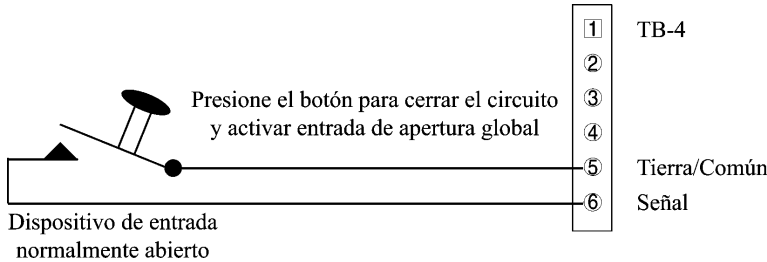 1 TB-4
2
Presione el botón para cerrar el circuito 3
y activar entrada de apertura global 4
5 Tierra/Común
6 Señal
Dispositivo de entrada
normalmente abierto